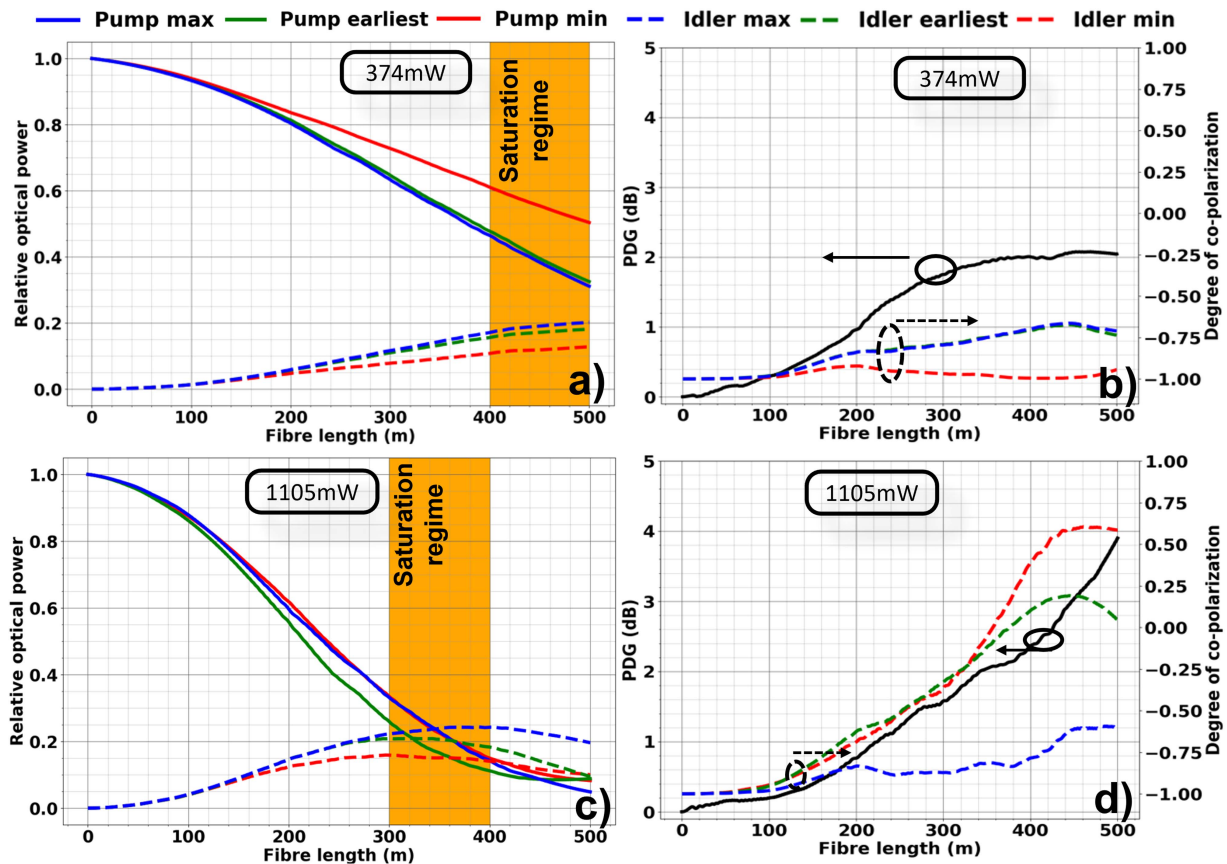 Pump max Pump earliest Pump min Idler max Idler earliest Idler min
374mW
Saturation regime
Relative optical power
1.0
0.8
0.6
0.4
0.2
0.0
0 100 200 300 400 500
Fibre length (m)
a)
374mW
PDG (dB)
5
4
3
2
1
0
1.00
0.75
0.50
0.25
0.00
−0.25
−0.50
−0.75
−1.00
Degree of co-polarization
0 100 200 300 400 500
Fibre length (m)
b)
1105mW
Saturation regime
Relative optical power
1.0
0.8
0.6
0.4
0.2
0.0
0 100 200 300 400 500
Fibre length (m)
c)
1105mW
PDG (dB)
5
4
3
2
1
0
1.00
0.75
0.50
0.25
0.00
−0.25
−0.50
−0.75
−1.00
Degree of co-polarization
0 100 200 300 400 500
Fibre length (m)
d)